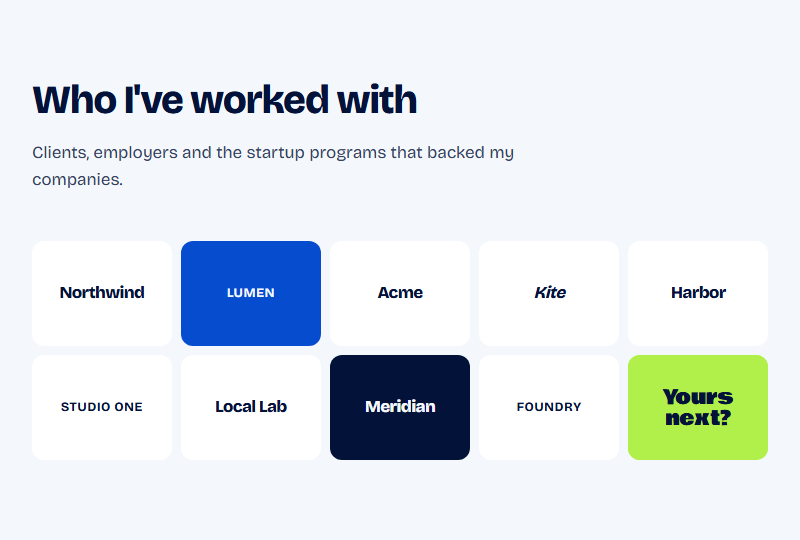 Who I've worked with
Clients, employers and the startup programs that backed my
companies.
Northwind
LUMEN
Acme
Kite
Harbor
STUDIO ONE
Local Lab
Meridian
FOUNDRY
Yours
next?